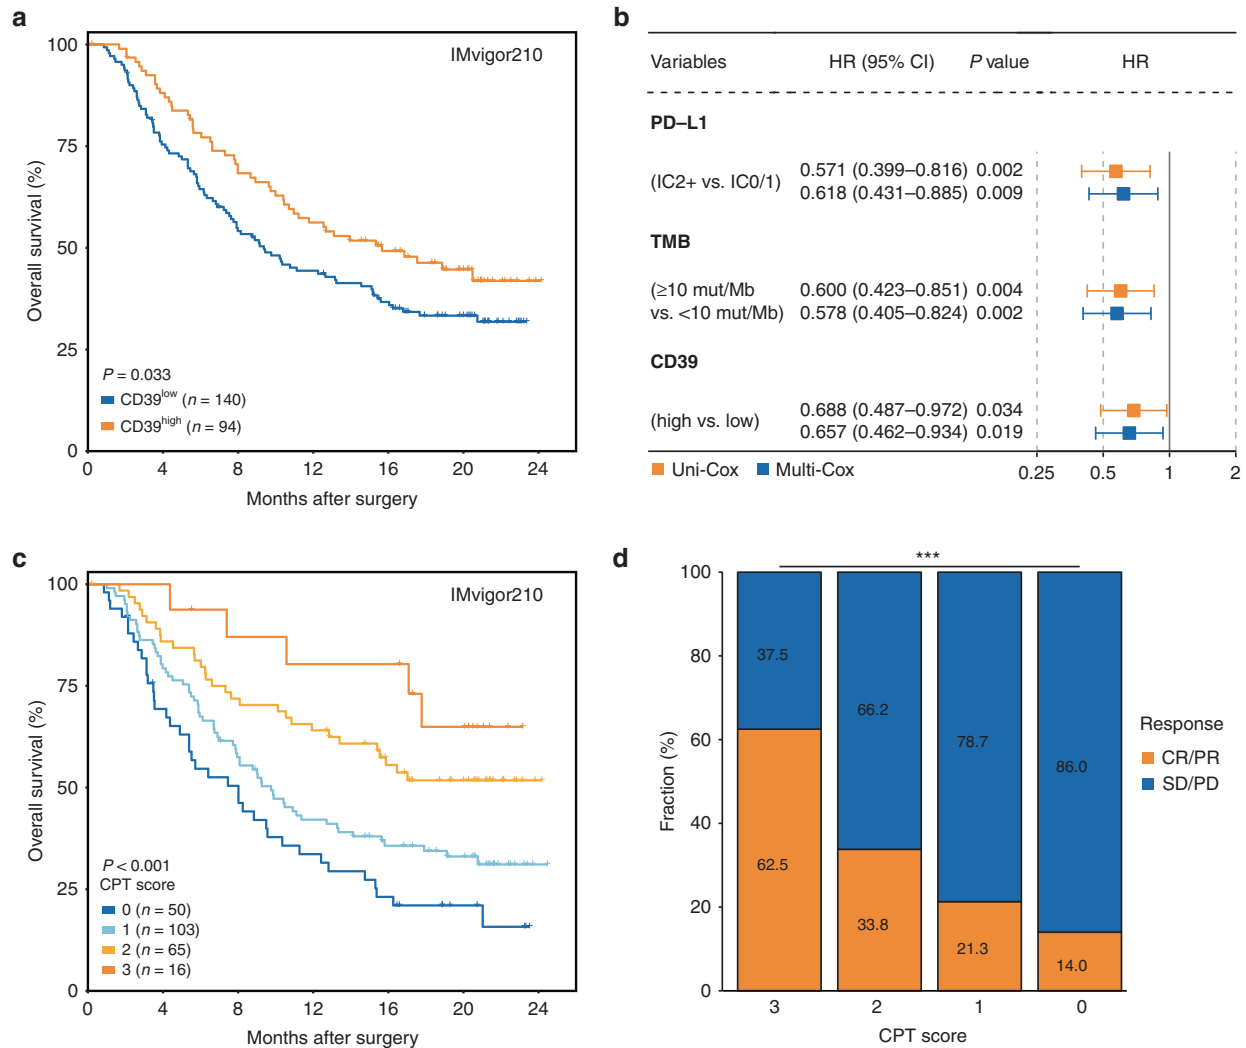 a
IMvigor210
Overall survival (%)
100
75
50
25
0
P = 0.033
CD39low (n = 140)
CD39high (n = 94)
0 4 8 12 16 20 24
Months after surgery
b
Variables HR (95% CI) P value HR
PD–L1
(IC2+ vs. IC0/1)
0.571 (0.399–0.816) 0.002
0.618 (0.431–0.885) 0.009
TMB
(≥10 mut/Mb 0.600 (0.423–0.851) 0.004
vs. <10 mut/Mb) 0.578 (0.405–0.824) 0.002
CD39
(high vs. low)
0.688 (0.487–0.972) 0.034
0.657 (0.462–0.934) 0.019
Uni-Cox Multi-Cox
0.25 0.5 1 2
c
IMvigor210
Overall survival (%)
100
75
50
25
0
P < 0.001
CPT score
0 (n = 50)
1 (n = 103)
2 (n = 65)
3 (n = 16)
0 4 8 12 16 20 24
Months after surgery
d
***
Fraction (%)
100
80
60
40
20
0
37.5
62.5
66.2
33.8
78.7
21.3
86.0
14.0
3 2 1 0
CPT score
Response
CR/PR
SD/PD